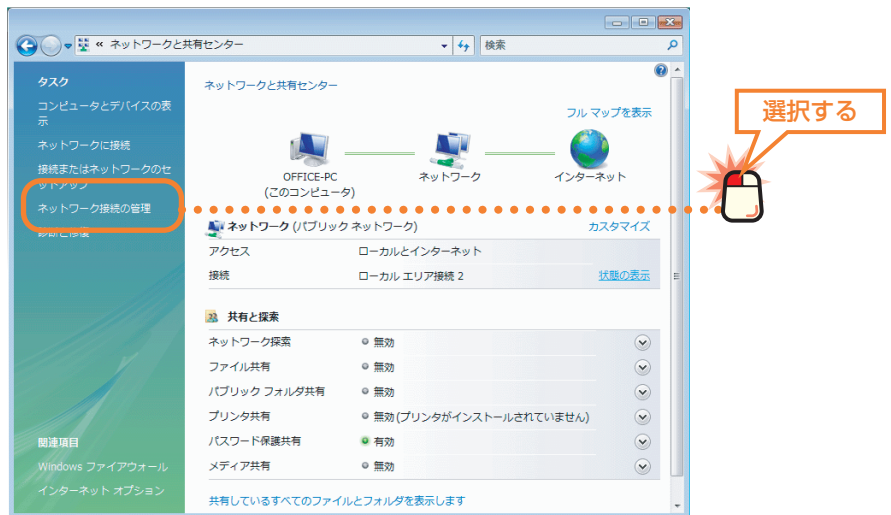 « ネットワークと共有センター
検索
タスク
コンピュータとデバイスの表
示
ネットワークに接続
接続またはネットワークのセ
ットアップ
ネットワーク接続の管理
診断と修復
関連項目
Windows ファイアウォール
インターネット オプション
ネットワークと共有センター
フル マップを表示
OFFICE-PC
(このコンピュータ)
ネットワーク
インターネット
ネットワーク (パブリック ネットワーク)
カスタマイズ
アクセス ローカルとインターネット
接続 ローカル エリア接続 2 状態の表示
共有と探索
ネットワーク探索 無効
ファイル共有 無効
パブリック フォルダ共有 無効
プリンタ共有 無効 (プリンタがインストールされていません)
パスワード保護共有 有効
メディア共有 無効
共有しているすべてのファイルとフォルダを表示します
選択する